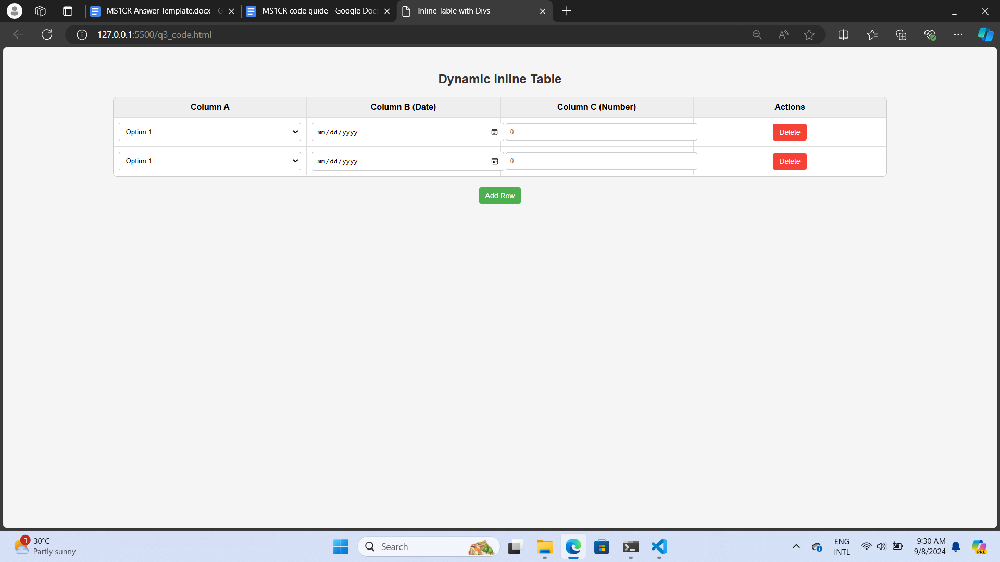 MS1CR Answer Template.docx - G
MS1CR code guide - Google Docs
Inline Table with Divs
127.0.0.1:5500/q3_code.html
Dynamic Inline Table
Column A
Column B (Date)
Column C (Number)
Actions
Option 1
mm/dd/yyyy
0
Delete
Option 1
mm/dd/yyyy
0
Delete
Add Row
1
30°C
Partly sunny
Search
ENG
INTL
9:30 AM
9/8/2024
PRE